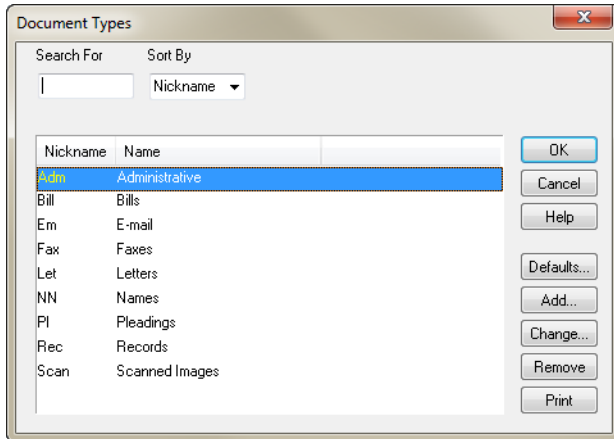 Document Types
Search For Sort By
Nickname
Nickname Name
Adm Administrative
Bill Bills
Em E-mail
Fax Faxes
Let Letters
NN Names
Pl Pleadings
Rec Records
Scan Scanned Images
OK
Cancel
Help
Defaults...
Add...
Change...
Remove
Print